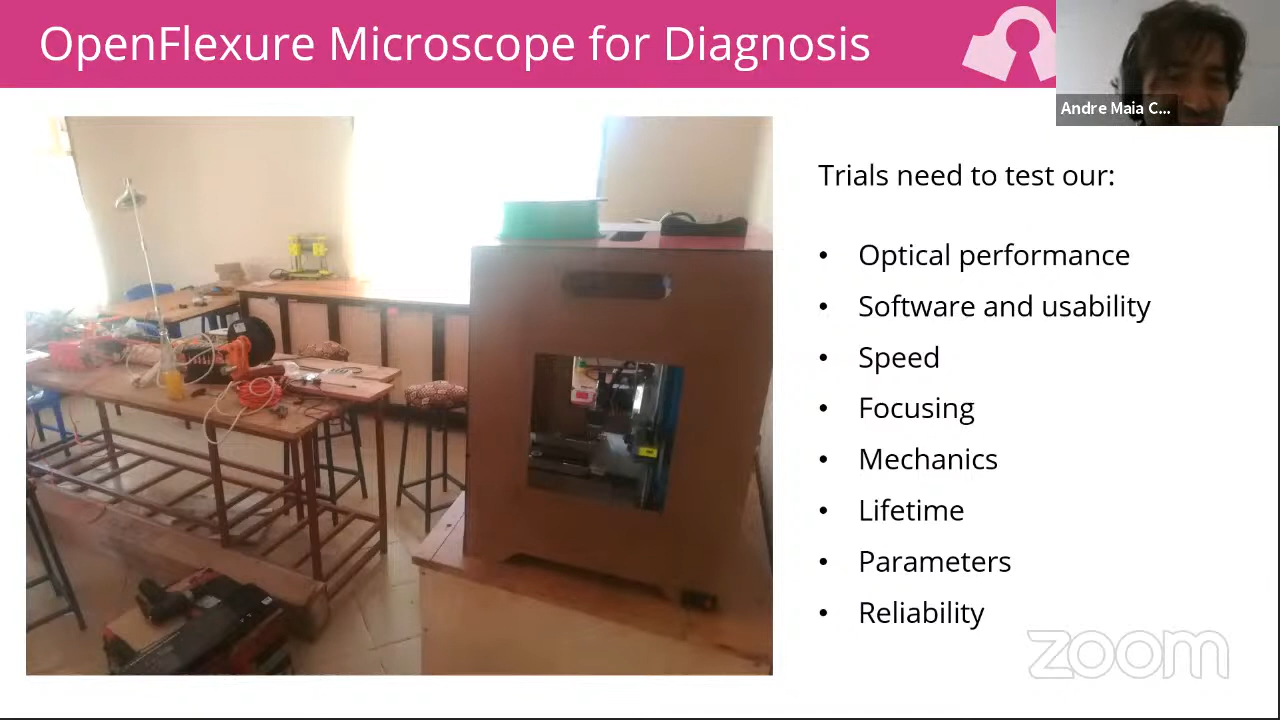 OpenFlexure Microscope for Diagnosis
Andre Maia C...
Trials need to test our:
• Optical performance
• Software and usability
• Speed
• Focusing
• Mechanics
• Lifetime
• Parameters
• Reliability
zoom